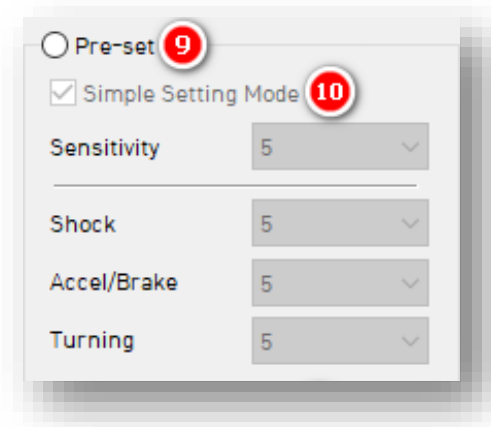 Pre-set 9
Simple Setting Mode 10
Sensitivity 5
Shock 5
Accel/Brake 5
Turning 5